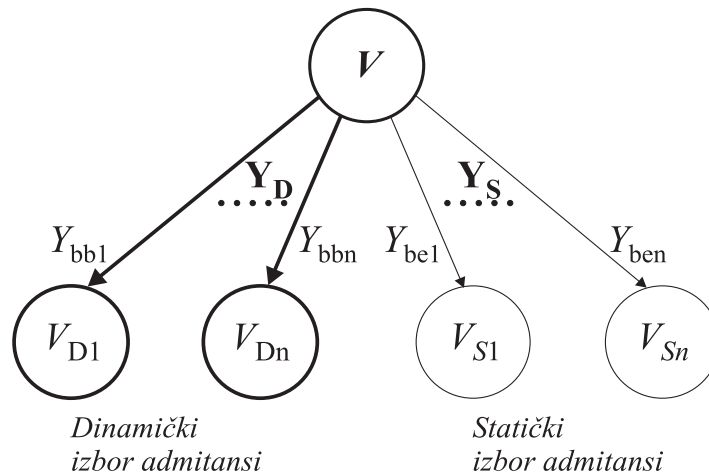 V
Y_D Y_S
..... .....
Y_bb1 Y_bbn Y_be1 Y_ben
V_D1 V_Dn V_S1 V_Sn
Dinamički Statički
izbor admitansi izbor admitansi